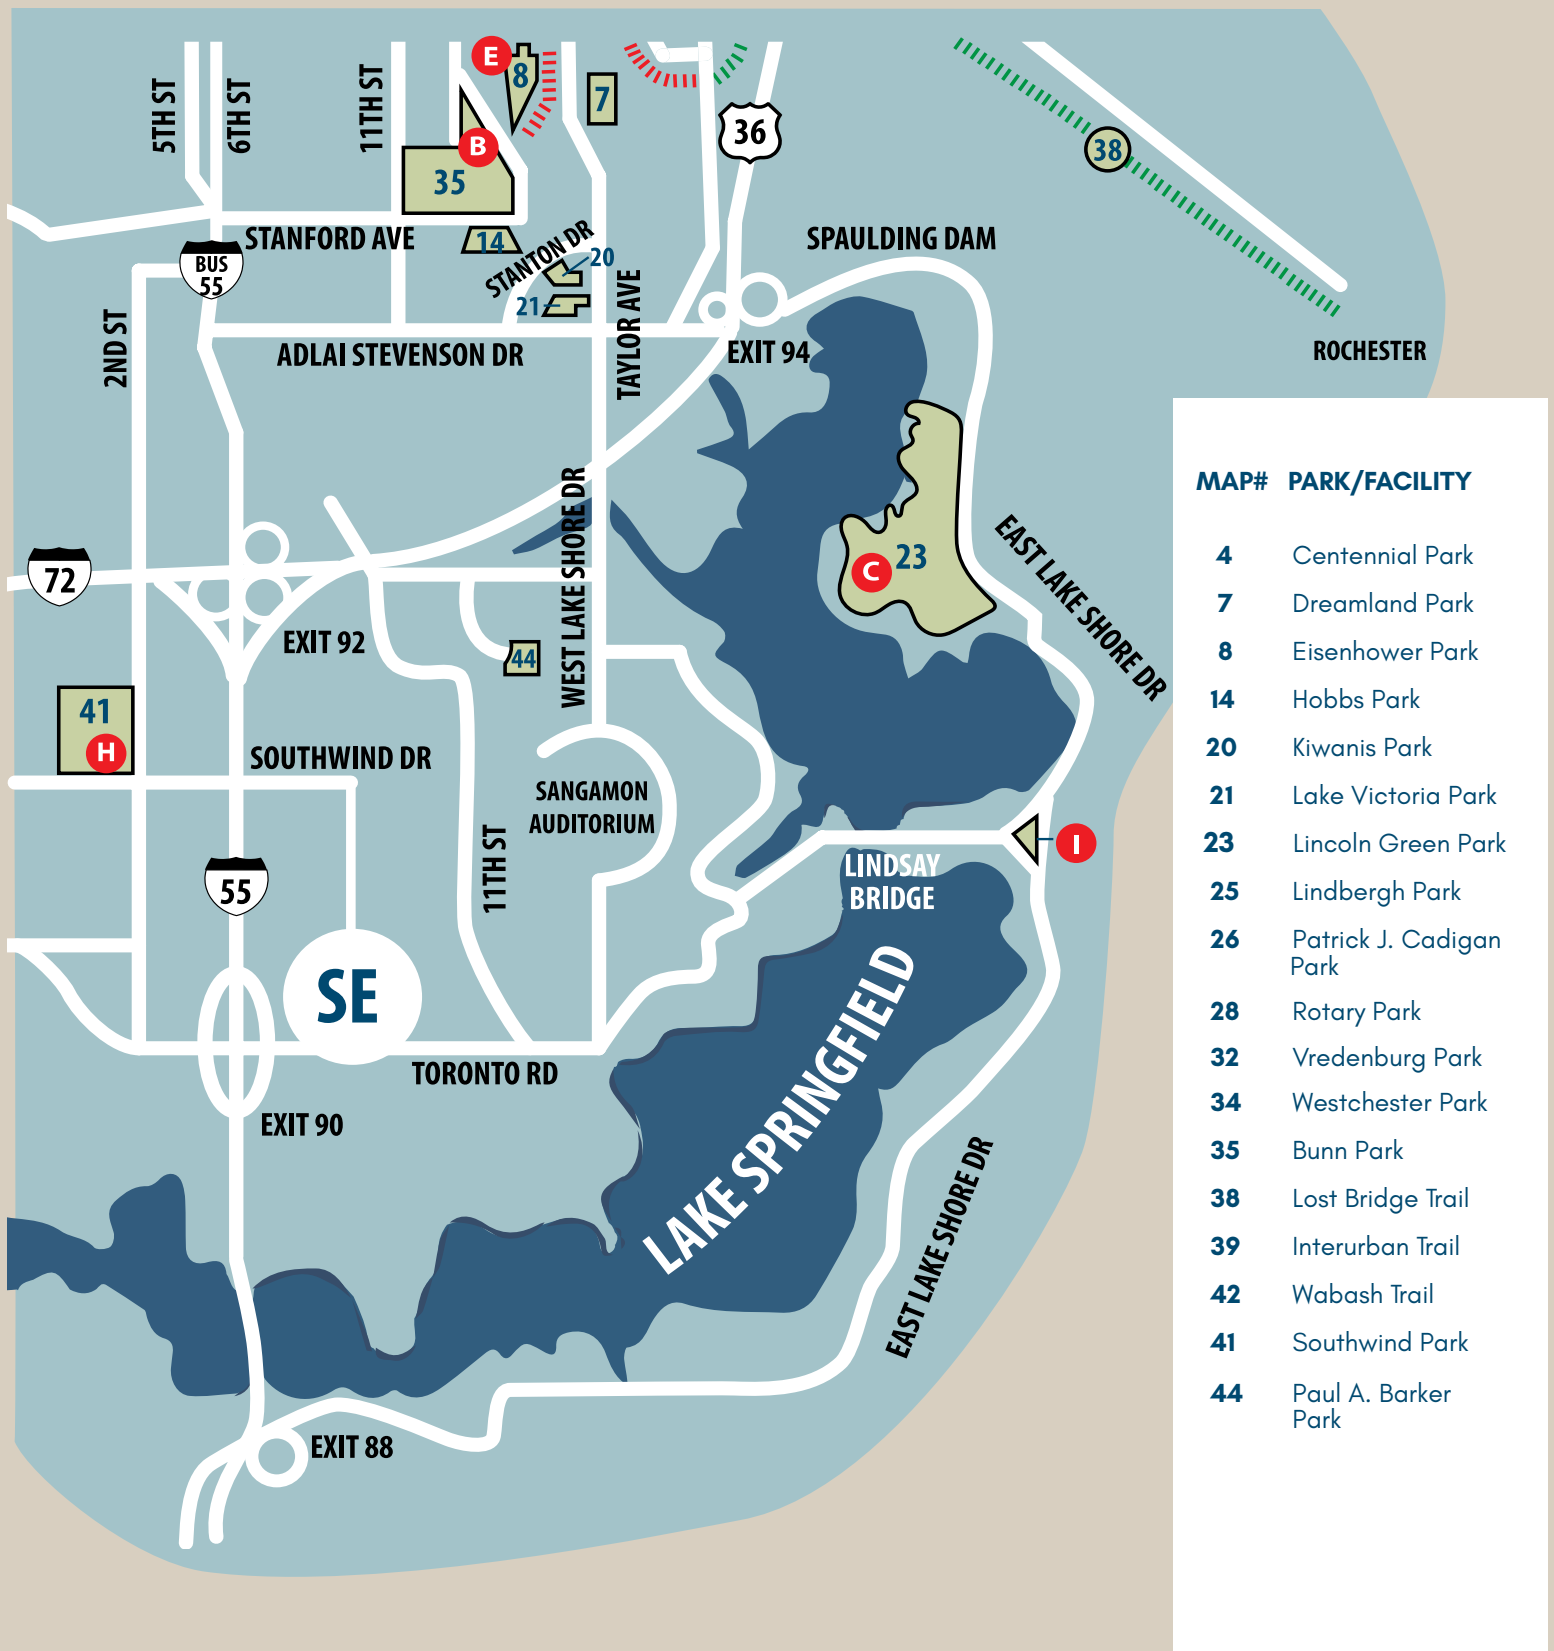 5TH ST
6TH ST
11TH ST
E
8
7
B
35
36
38
STANFORD AVE
14
STANTON DR
20
21
BUS
55
SPAULDING DAM
2ND ST
ADLAI STEVENSON DR
TAYLOR AVE
EXIT 94
ROCHESTER
72
EXIT 92
WEST LAKE SHORE DR
C
23
EAST LAKE SHORE DR
44
41
H
SOUTHWIND DR
SANGAMON
AUDITORIUM
11TH ST
55
I
LINDSAY
BRIDGE
SE
TORONTO RD
LAKE SPRINGFIELD
EXIT 90
EAST LAKE SHORE DR
EXIT 88
MAP# PARK/FACILITY
4 Centennial Park
7 Dreamland Park
8 Eisenhower Park
14 Hobbs Park
20 Kiwanis Park
21 Lake Victoria Park
23 Lincoln Green Park
25 Lindbergh Park
26 Patrick J. Cadigan
Park
28 Rotary Park
32 Vredenburg Park
34 Westchester Park
35 Bunn Park
38 Lost Bridge Trail
39 Interurban Trail
42 Wabash Trail
41 Southwind Park
44 Paul A. Barker
Park